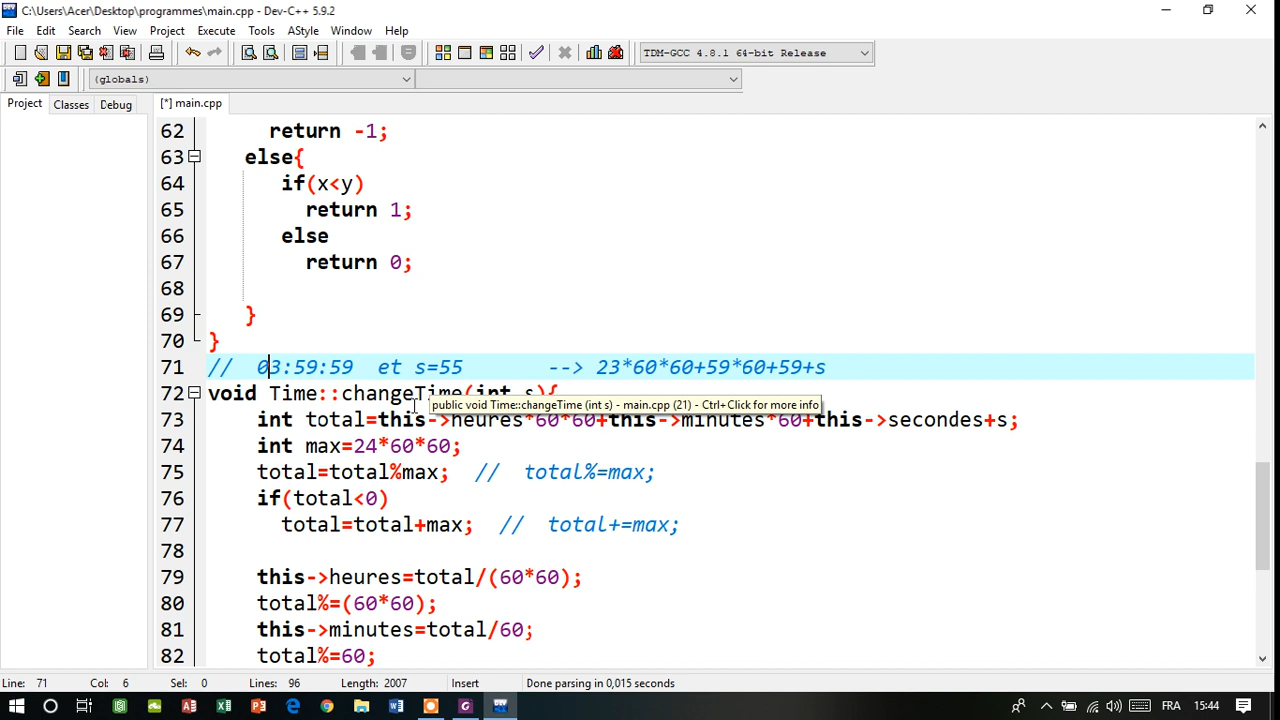 C:\Users\Acer\Desktop\programmes\main.cpp - Dev-C++ 5.9.2
File Edit Search View Project Execute Tools AStyle Window Help
TDM-GCC 4.8.1 64-bit Release
(globals)
Project Classes Debug [*] main.cpp
62 return -1;
63 else{
64 if(x<y)
65 return 1;
66 else
67 return 0;
68
69 }
70 }
71 // 03:59:59 et s=55 --> 23*60*60+59*60+59+s
72 void Time::changeTime(int s){
public void Time::changeTime (int s) - main.cpp (21) - Ctrl+Click for more info
73 int total=this->heures*60*60+this->minutes*60+this->secondes+s;
74 int max=24*60*60;
75 total=total%max; // total%=max;
76 if(total<0)
77 total=total+max; // total+=max;
78
79 this->heures=total/(60*60);
80 total%=(60*60);
81 this->minutes=total/60;
82 total%=60;
Line: 71 Col: 6 Sel: 0 Lines: 96 Length: 2007 Insert Done parsing in 0,015 seconds
FRA 15:44